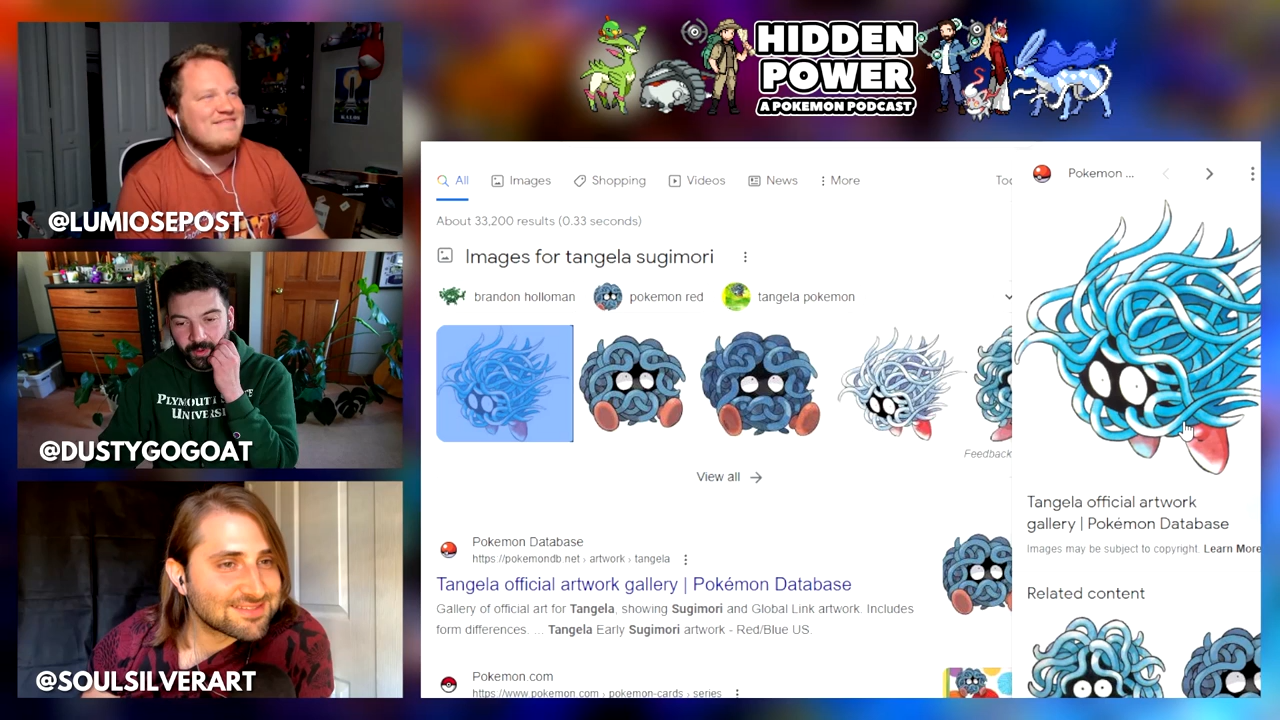 HIDDEN
POWER
A POKEMON PODCAST
@LUMIOSEPOST
PLYMOUTH STATE
UNIVERSI
@DUSTYGOGOAT
@SOULSILVERART
All Images Shopping Videos News More Too
About 33,200 results (0.33 seconds)
Images for tangela sugimori
brandon holloman pokemon red tangela pokemon
Feedback
View all
Pokemon Database
https://pokemondb.net › artwork › tangela
Tangela official artwork gallery | Pokémon Database
Gallery of official art for Tangela, showing Sugimori and Global Link artwork. Includes
form differences. ... Tangela Early Sugimori artwork - Red/Blue US.
Pokemon.com
https://www.pokemon.com › pokemon-cards › series
Pokemon ...
Tangela official artwork
gallery | Pokémon Database
Images may be subject to copyright. Learn More
Related content